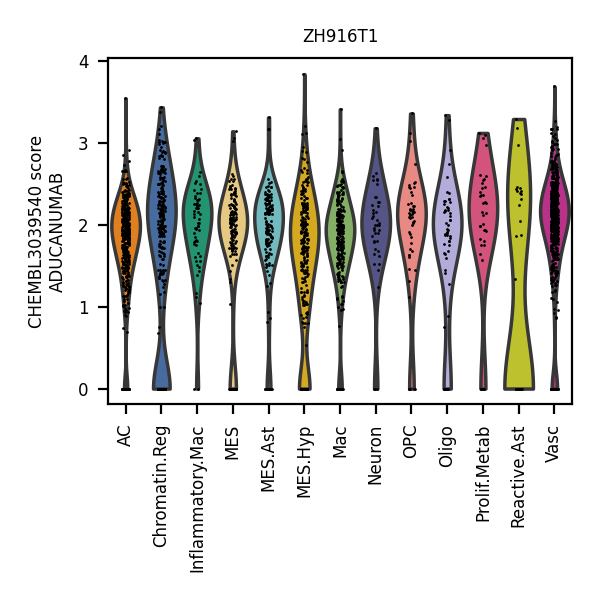 ZH916T1
CHEMBL3039540 score
ADUCANUMAB
4
3
2
1
0
AC
Chromatin.Reg
Inflammatory.Mac
MES
MES.Ast
MES.Hyp
Mac
Neuron
OPC
Oligo
Prolif.Metab
Reactive.Ast
Vasc